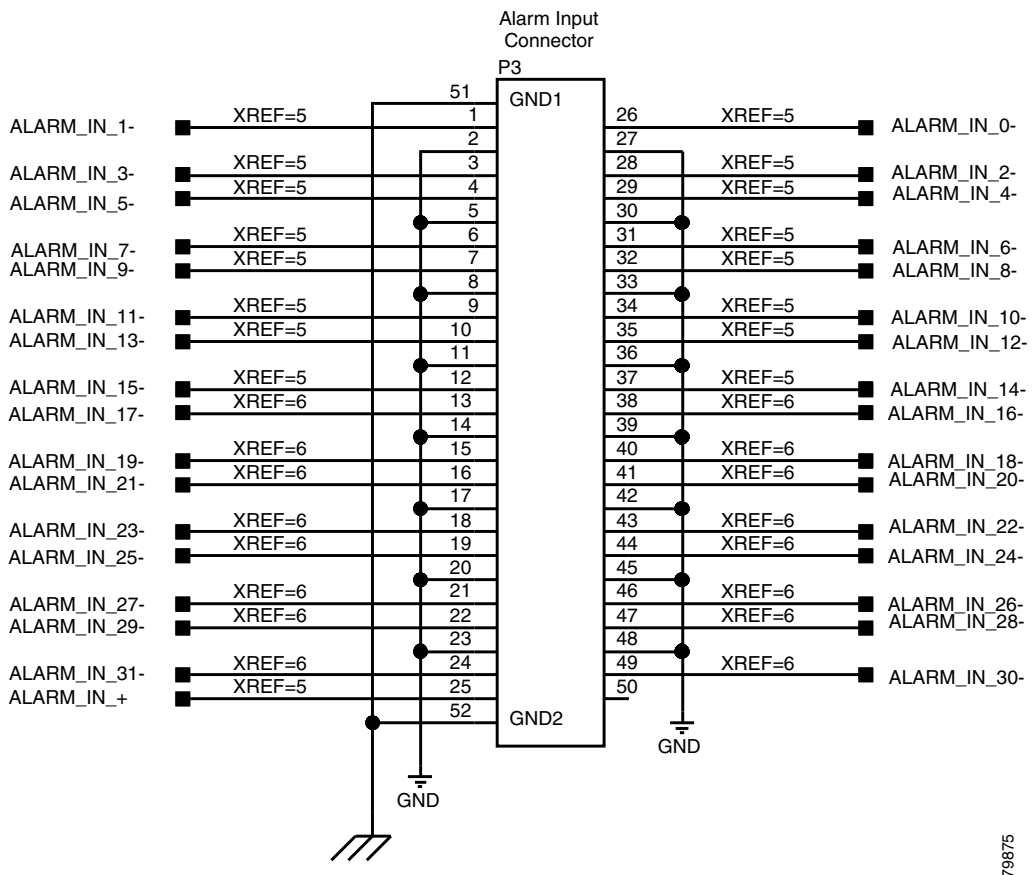 Alarm Input
Connector
P3
51 GND1
ALARM_IN_1- XREF=5 1 26 XREF=5 ALARM_IN_0-
2 27
ALARM_IN_3- XREF=5 3 28 XREF=5 ALARM_IN_2-
ALARM_IN_5- XREF=5 4 29 XREF=5 ALARM_IN_4-
5 30
ALARM_IN_7- XREF=5 6 31 XREF=5 ALARM_IN_6-
ALARM_IN_9- XREF=5 7 32 XREF=5 ALARM_IN_8-
8 33
ALARM_IN_11- XREF=5 9 34 XREF=5 ALARM_IN_10-
ALARM_IN_13- XREF=5 10 35 XREF=5 ALARM_IN_12-
11 36
ALARM_IN_15- XREF=5 12 37 XREF=5 ALARM_IN_14-
ALARM_IN_17- XREF=6 13 38 XREF=6 ALARM_IN_16-
14 39
ALARM_IN_19- XREF=6 15 40 XREF=6 ALARM_IN_18-
ALARM_IN_21- XREF=6 16 41 XREF=6 ALARM_IN_20-
17 42
ALARM_IN_23- XREF=6 18 43 XREF=6 ALARM_IN_22-
ALARM_IN_25- XREF=6 19 44 XREF=6 ALARM_IN_24-
20 45
ALARM_IN_27- XREF=6 21 46 XREF=6 ALARM_IN_26-
ALARM_IN_29- XREF=6 22 47 XREF=6 ALARM_IN_28-
23 48
ALARM_IN_31- XREF=6 24 49 XREF=6 ALARM_IN_30-
ALARM_IN_+ XREF=5 25 50
52 GND2
GND
GND
79875